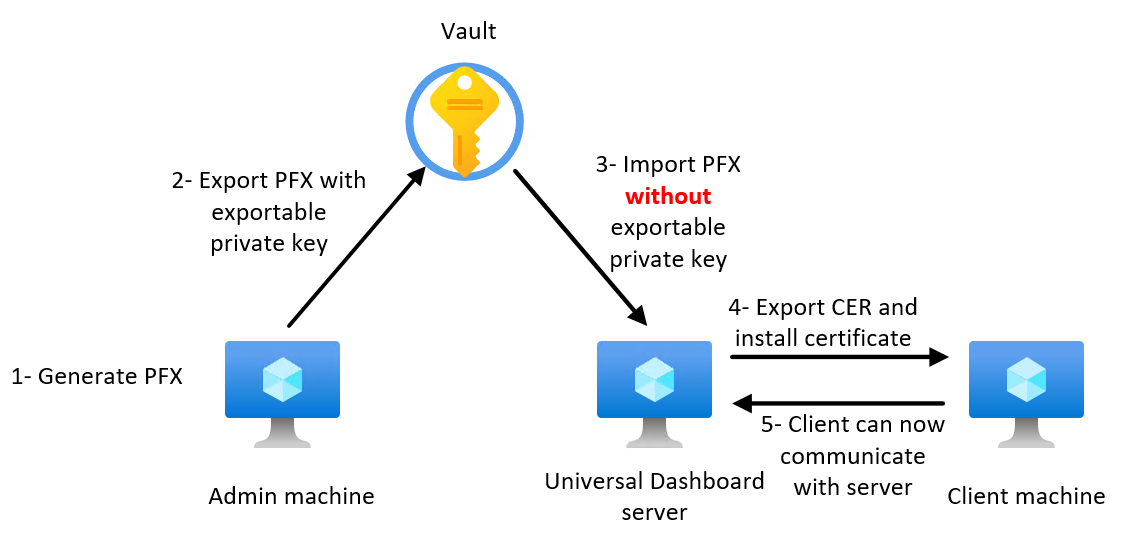 Vault
2- Export PFX with
exportable
private key
3- Import PFX
without
exportable
private key
4- Export CER and
install certificate
1- Generate PFX
5- Client can now
communicate
with server
Admin machine
Universal Dashboard
server
Client machine